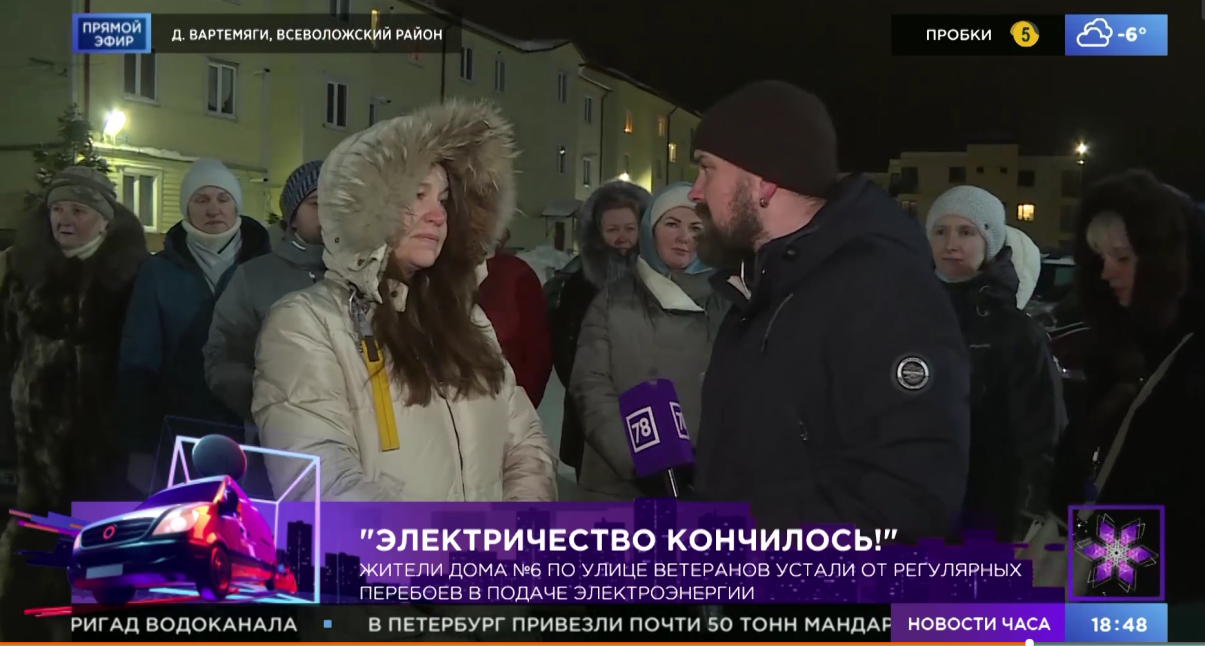 ПРЯМОЙ
ЭФИР
Д. ВАРТЕМЯГИ, ВСЕВОЛОЖСКИЙ РАЙОН
ПРОБКИ 5
-6°
78
"ЭЛЕКТРИЧЕСТВО КОНЧИЛОСЬ!"
ЖИТЕЛИ ДОМА №6 ПО УЛИЦЕ ВЕТЕРАНОВ УСТАЛИ ОТ РЕГУЛЯРНЫХ
ПЕРЕБОЕВ В ПОДАЧЕ ЭЛЕКТРОЭНЕРГИИ
РИГАД ВОДОКАНАЛА ▪ В ПЕТЕРБУРГ ПРИВЕЗЛИ ПОЧТИ 50 ТОНН МАНДАР
НОВОСТИ ЧАСА 18:48